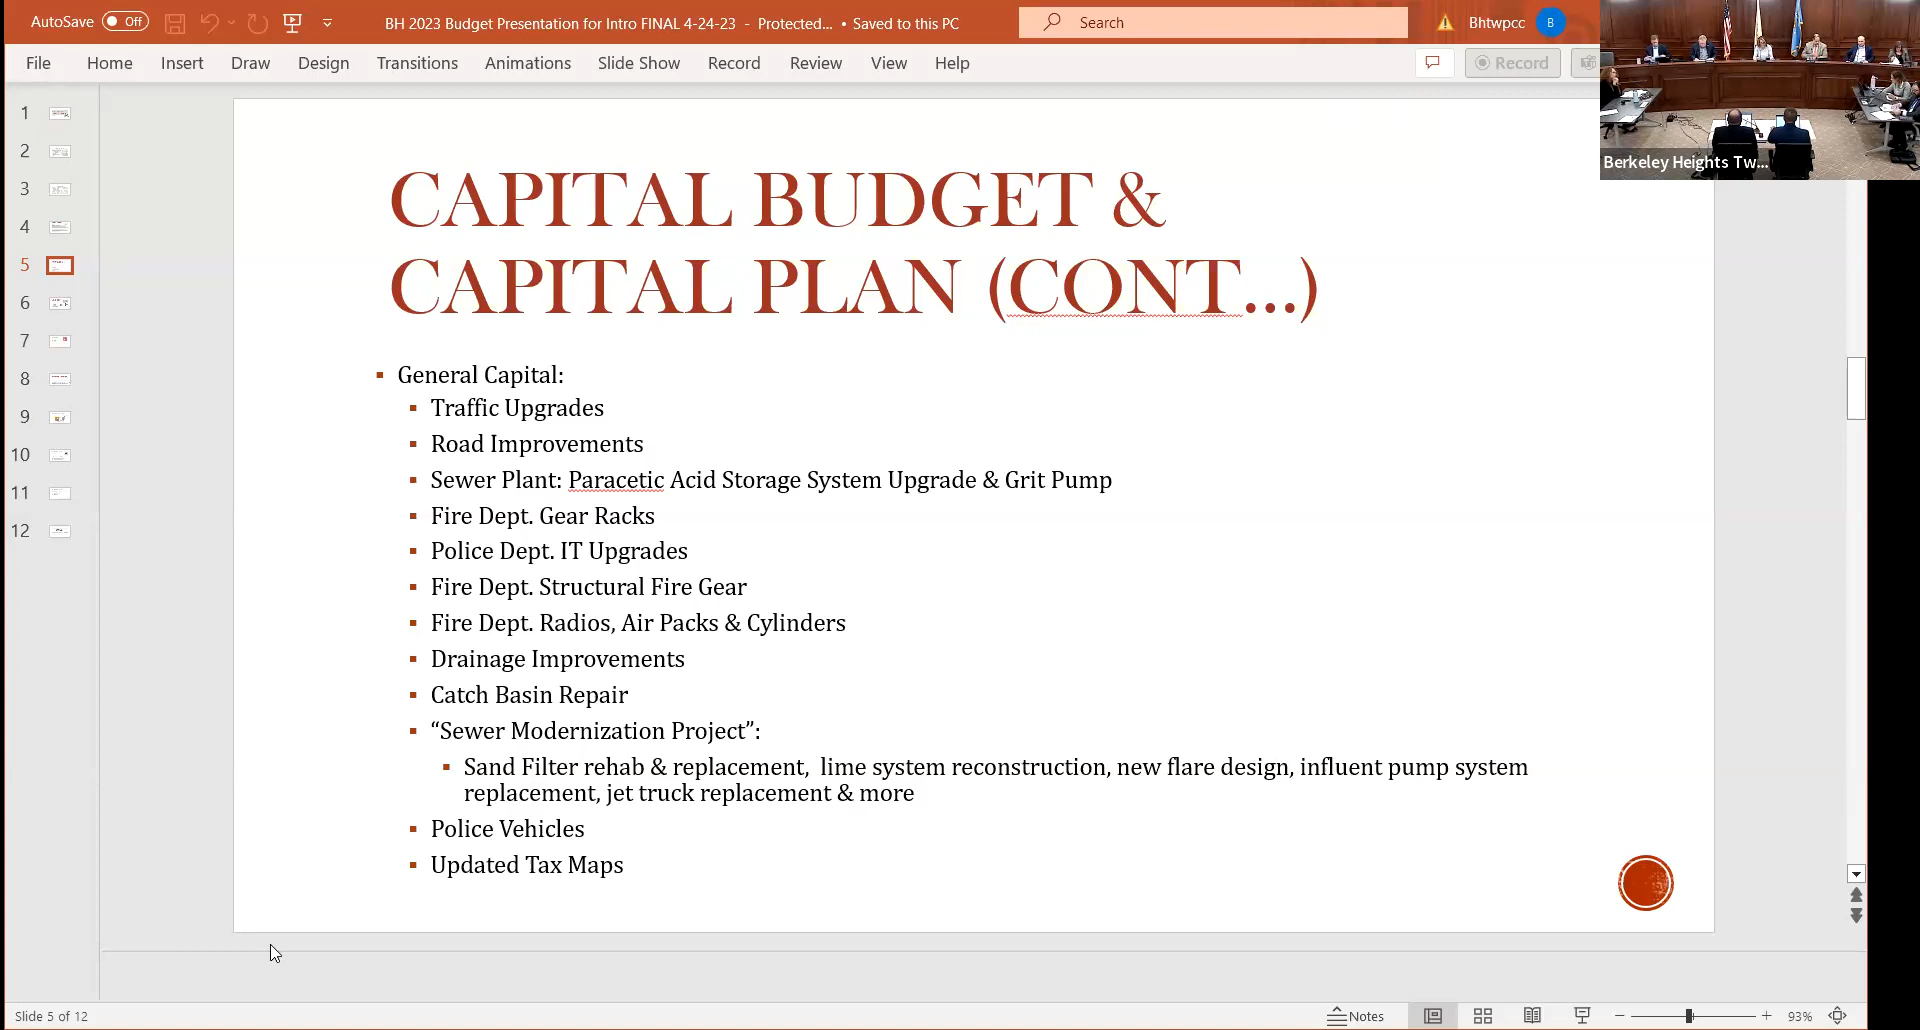 AutoSave Off
BH 2023 Budget Presentation for Intro FINAL 4-24-23 - Protected... • Saved to this PC
Search
Bhtwpcc B
File Home Insert Draw Design Transitions Animations Slide Show Record Review View Help
Record
Berkeley Heights Tw...
1
2
3
4
5
6
7
8
9
10
11
12
CAPITAL BUDGET &
CAPITAL PLAN (CONT...)
General Capital:
Traffic Upgrades
Road Improvements
Sewer Plant: Paracetic Acid Storage System Upgrade & Grit Pump
Fire Dept. Gear Racks
Police Dept. IT Upgrades
Fire Dept. Structural Fire Gear
Fire Dept. Radios, Air Packs & Cylinders
Drainage Improvements
Catch Basin Repair
“Sewer Modernization Project”:
Sand Filter rehab & replacement, lime system reconstruction, new flare design, influent pump system
replacement, jet truck replacement & more
Police Vehicles
Updated Tax Maps
Slide 5 of 12
Notes
93%